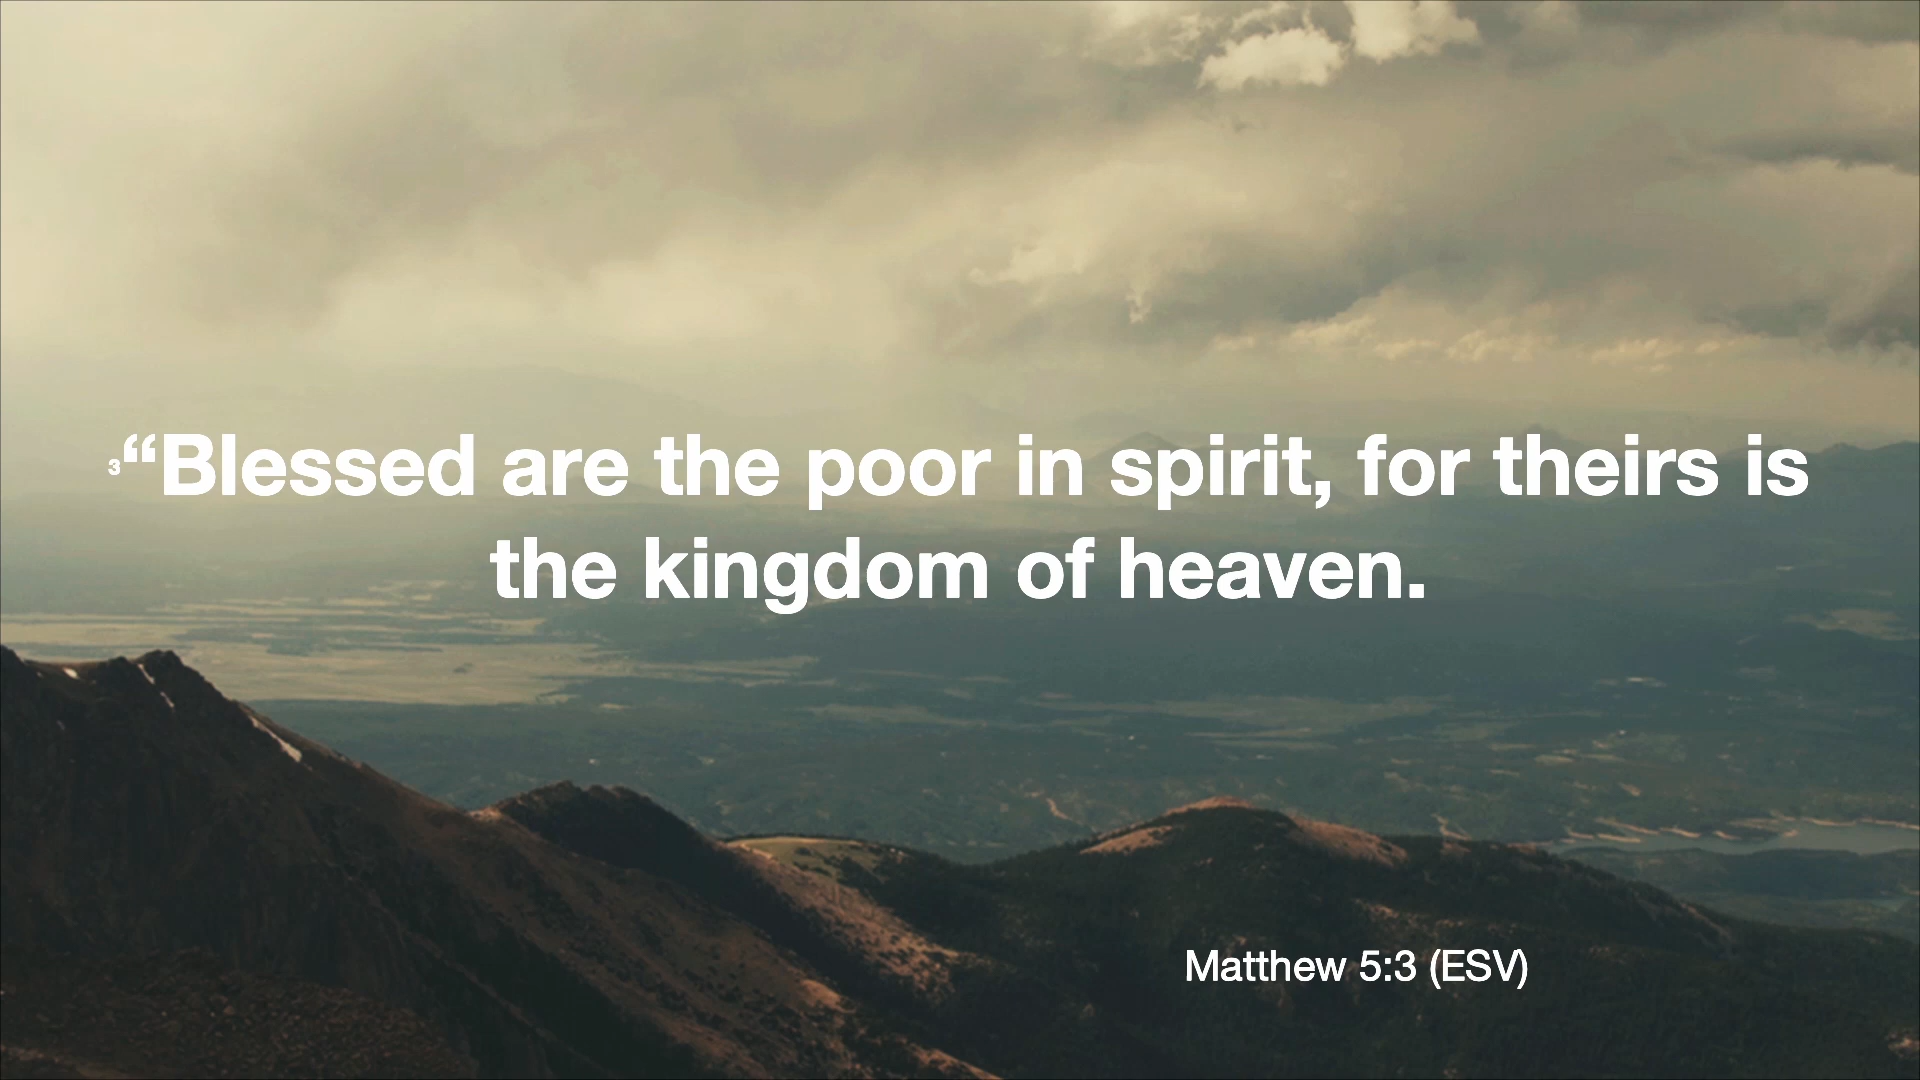 3“Blessed are the poor in spirit, for theirs is
the kingdom of heaven.
Matthew 5:3 (ESV)